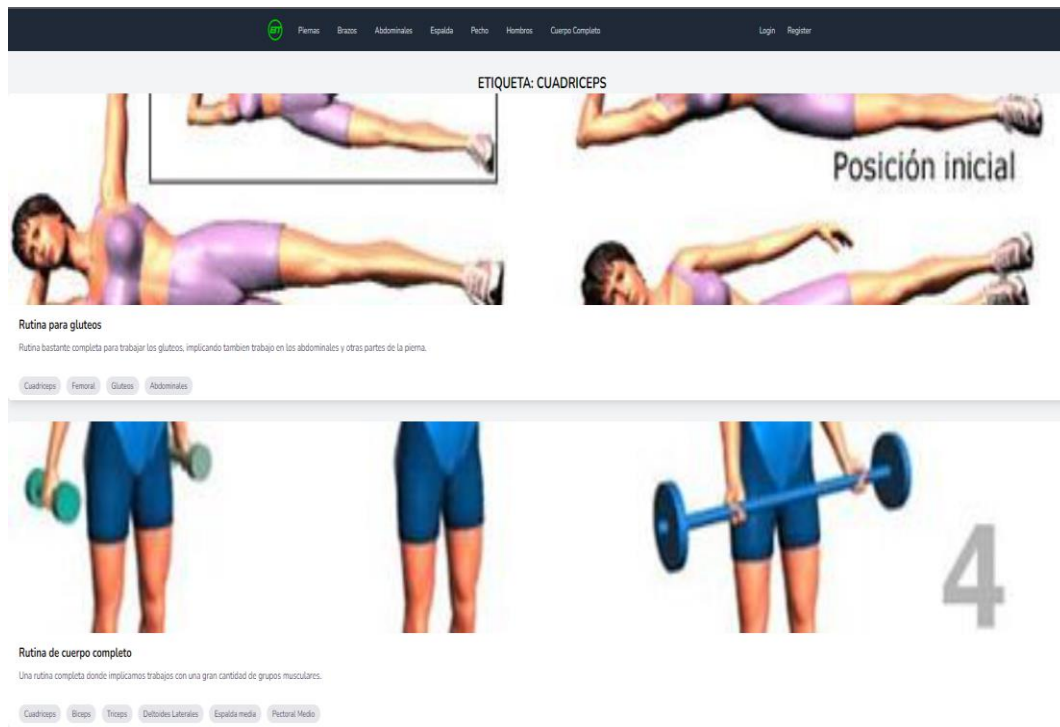 BT Piernas Brazos Abdominales Espalda Pecho Hombros Cuerpo Completo Login Register
ETIQUETA: CUADRICEPS
Posición inicial
Rutina para gluteos
Rutina bastante completa para trabajar los gluteos, implicando tambien trabajo en los abdominales y otras partes de la pierna.
Cuadriceps Femoral Gluteos Abdominales
4
Rutina de cuerpo completo
Una rutina completa donde implicamos trabajos con una gran cantidad de grupos musculares.
Cuadriceps Biceps Triceps Deltoides Laterales Espalda media Pectoral Medio